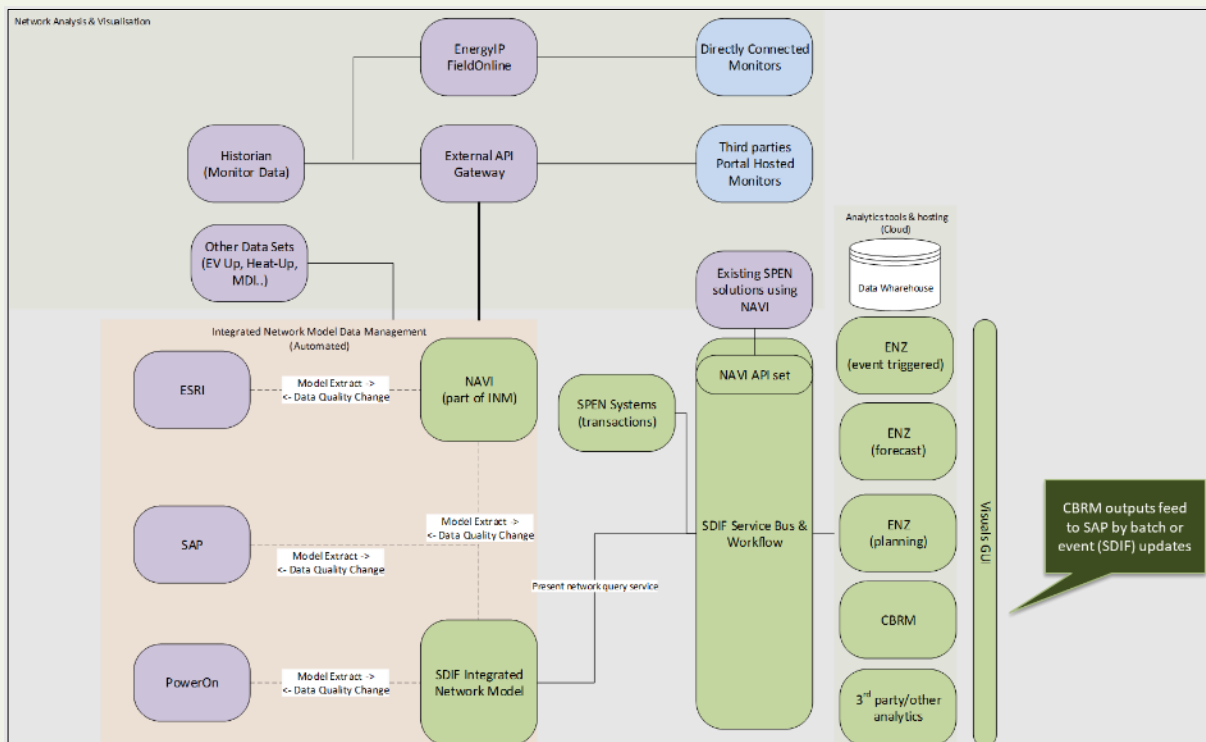 Network Analysis & Visualisation
EnergyIP
FieldOnline
Directly Connected
Monitors
Historian
(Monitor Data)
External API
Gateway
Third parties
Portal Hosted
Monitors
Other Data Sets
(EV Up, Heat-Up,
MDI..)
Existing SPEN
solutions using
NAVI
Analytics tools & hosting
(Cloud)
Data Wharehouse
Integrated Network Model Data Management
(Automated)
ESRI
Model Extract ->
<- Data Quality Change
NAVI
(part of INM)
NAVI API set
SPEN Systems
(transactions)
ENZ
(event triggered)
ENZ
(forecast)
SAP
Model Extract ->
<- Data Quality Change
Model Extract ->
<- Data Quality Change
SDIF Service Bus &
Workflow
ENZ
(planning)
Visuals GUI
CBRM outputs feed
to SAP by batch or
event (SDIF) updates
Present network query service
CBRM
PowerOn
Model Extract ->
<- Data Quality Change
SDIF Integrated
Network Model
3rd party/other
analytics